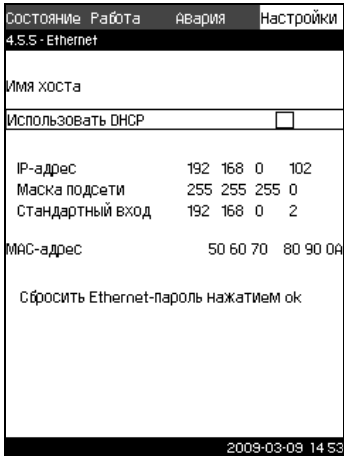 Состояние Работа Авария Настройки
4.5.5 - Ethernet
Имя хоста
Использовать DHCP
IP-адрес 192 168 0 102
Маска подсети 255 255 255 0
Стандартный вход 192 168 0 2
MAC-адрес 50 60 70 80 90 0A
Сбросить Ethernet-пароль нажатием ok
2009-03-09 14 53